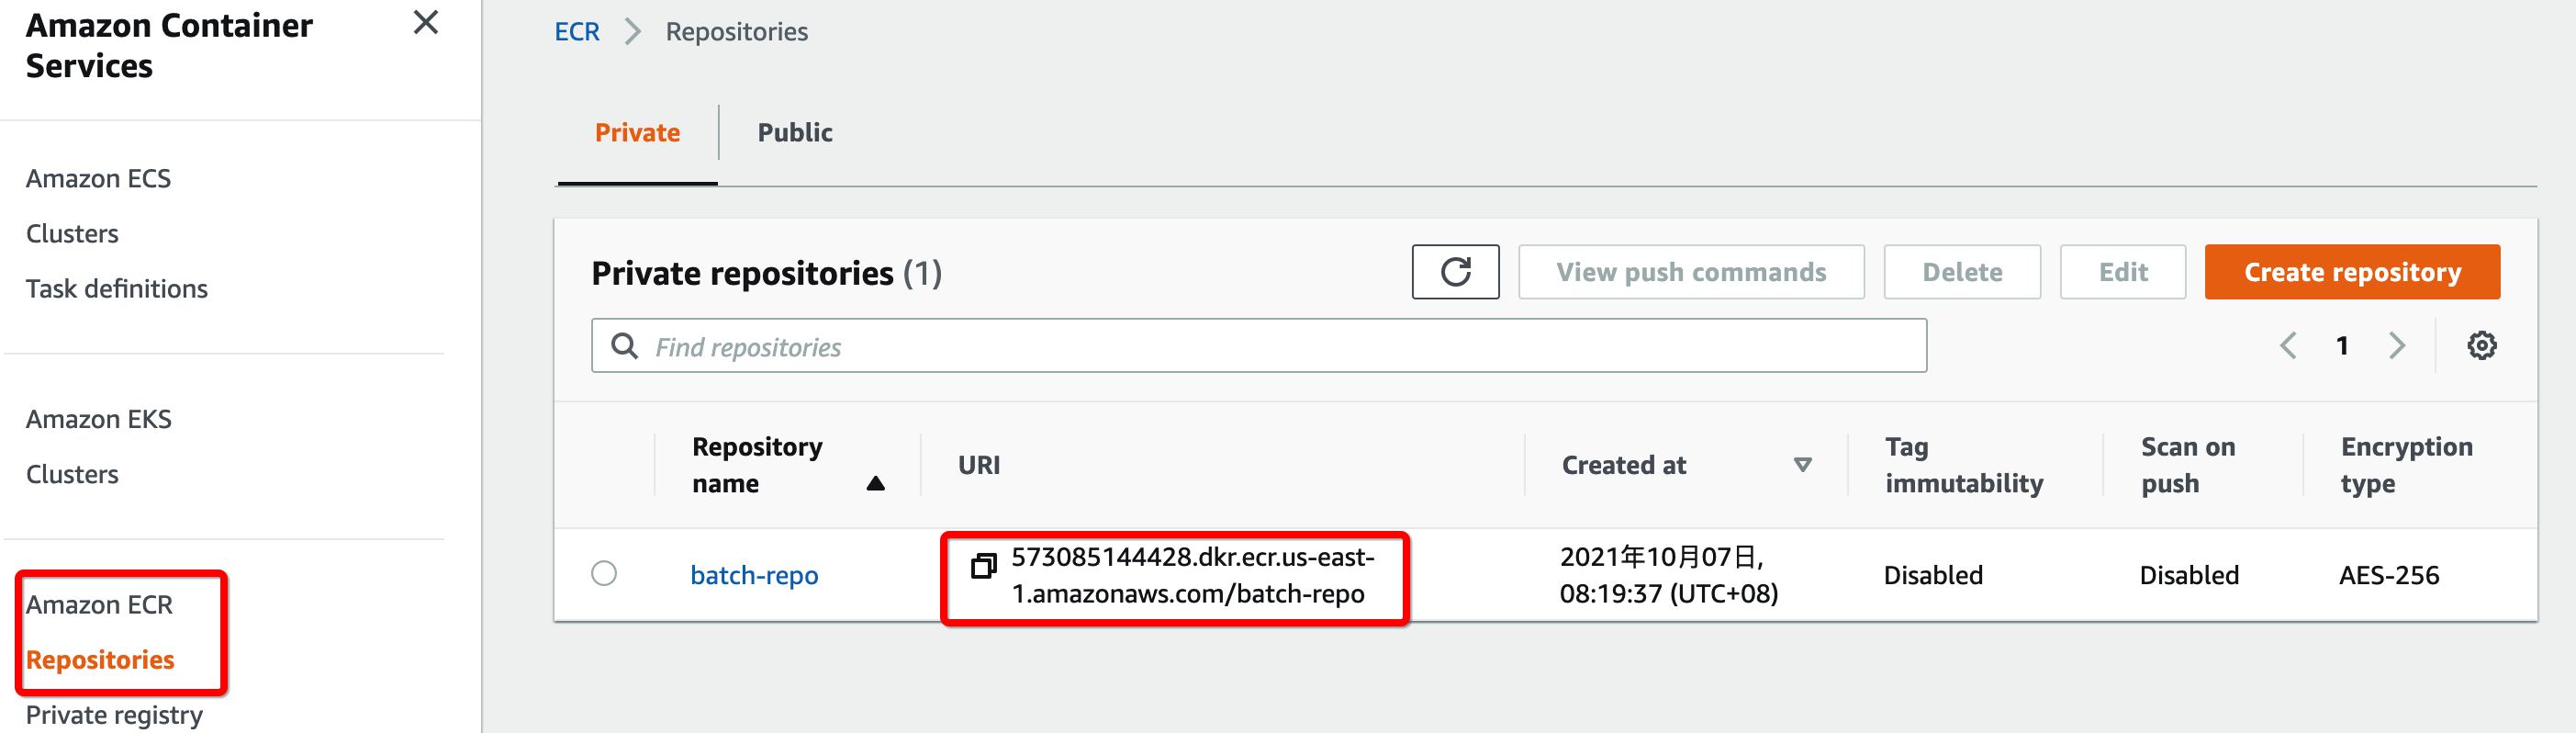 Amazon Container
Services
Amazon ECS
Clusters
Task definitions
Amazon EKS
Clusters
Amazon ECR
Repositories
Private registry
ECR
Repositories
Private
Public
Private repositories (1)
View push commands
Delete
Edit
Create repository
Find repositories
1
Repository
name
URI
Created at
Tag
immutability
Scan on
push
Encryption
type
batch-repo
573085144428.dkr.ecr.us-east-
1.amazonaws.com/batch-repo
2021年10月07日,
08:19:37 (UTC+08)
Disabled
Disabled
AES-256